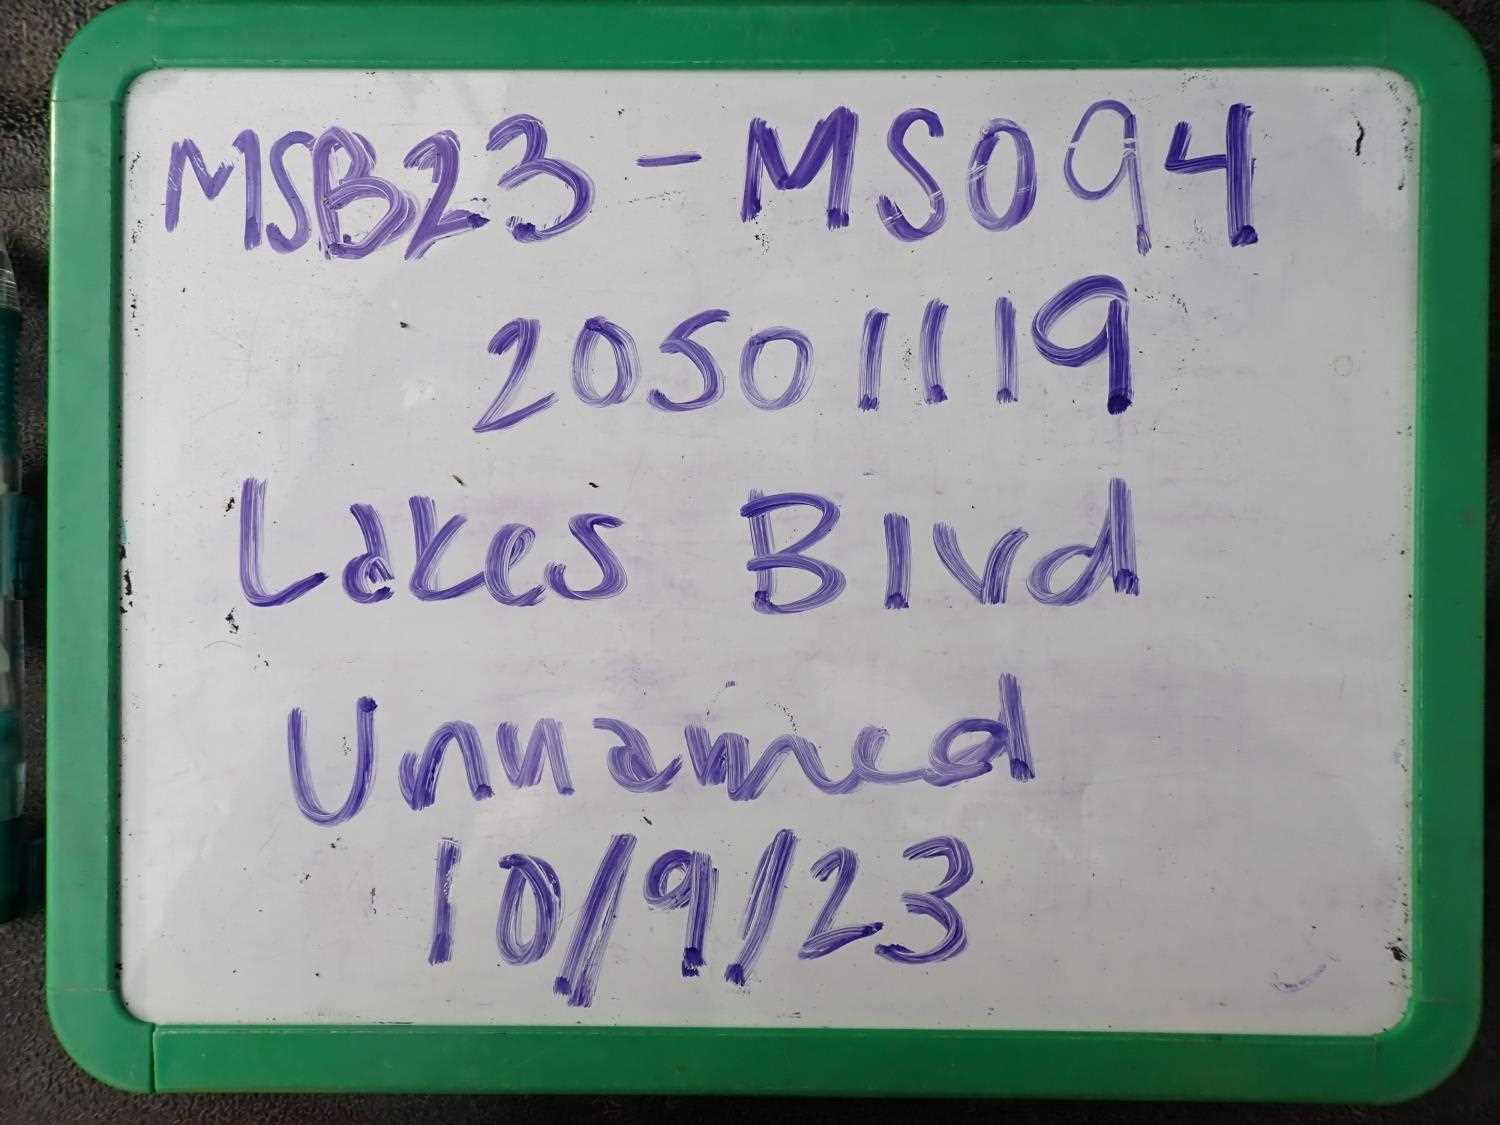 MSB23-MS094
20501119
Lakes Blvd
Unnamed
10/9/23